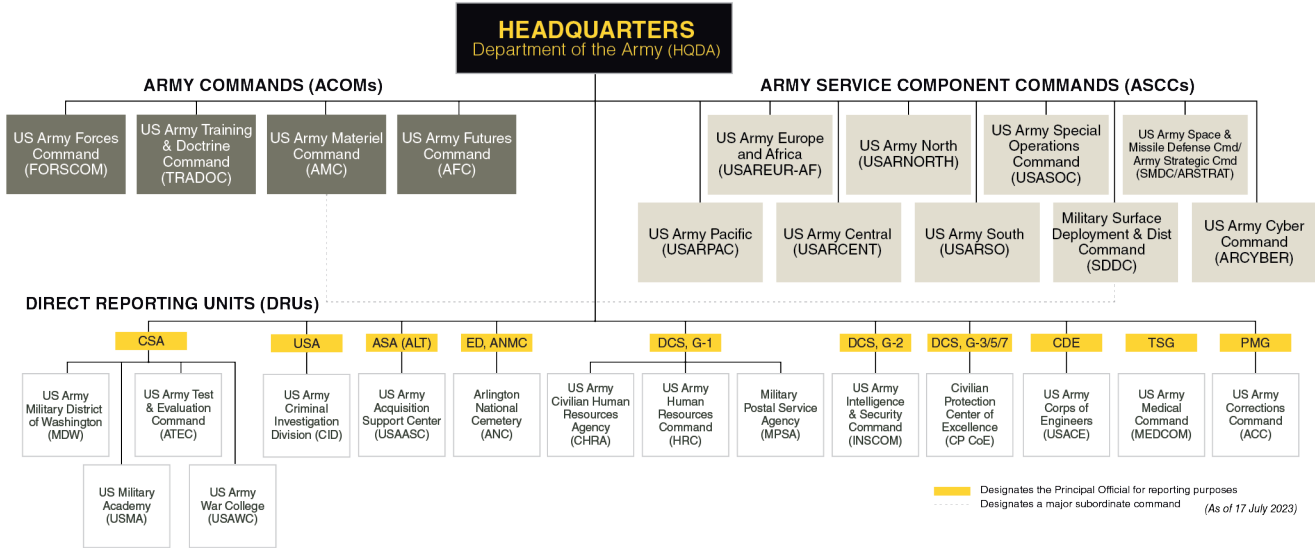 HEADQUARTERS
Department of the Army (HQDA)
ARMY COMMANDS (ACOMs)
US Army Forces
Command
(FORSCOM)
US Army Training
& Doctrine
Command
(TRADOC)
US Army Materiel
Command
(AMC)
US Army Futures
Command
(AFC)
ARMY SERVICE COMPONENT COMMANDS (ASCCs)
US Army Europe
and Africa
(USAREUR-AF)
US Army North
(USARNORTH)
US Army Special
Operations
Command
(USASOC)
US Army Space &
Missile Defense Cmd/
Army Strategic Cmd
(SMDC/ARSTRAT)
US Army Pacific
(USARPAC)
US Army Central
(USARCENT)
US Army South
(USARSO)
Military Surface
Deployment & Dist
Command
(SDDC)
US Army Cyber
Command
(ARCYBER)
DIRECT REPORTING UNITS (DRUs)
CSA
USA
ASA (ALT)
ED, ANMC
DCS, G-1
DCS, G-2
DCS, G-3/5/7
CDE
TSG
PMG
US Army
Military District
of Washington
(MDW)
US Army Test
& Evaluation
Command
(ATEC)
US Army
Criminal
Investigation
Division (CID)
US Army
Acquisition
Support Center
(USAASC)
Arlington
National
Cemetery
(ANC)
US Army
Civilian Human
Resources
Agency
(CHRA)
US Army
Human
Resources
Command
(HRC)
Military
Postal Service
Agency
(MPSA)
US Army
Intelligence
& Security
Command
(INSCOM)
Civilian
Protection
Center of
Excellence
(CP CoE)
US Army
Corps of
Engineers
(USACE)
US Army
Medical
Command
(MEDCOM)
US Army
Corrections
Command
(ACC)
US Military
Academy
(USMA)
US Army
War College
(USAWC)
Designates the Principal Official for reporting purposes
Designates a major subordinate command
(As of 17 July 2023)